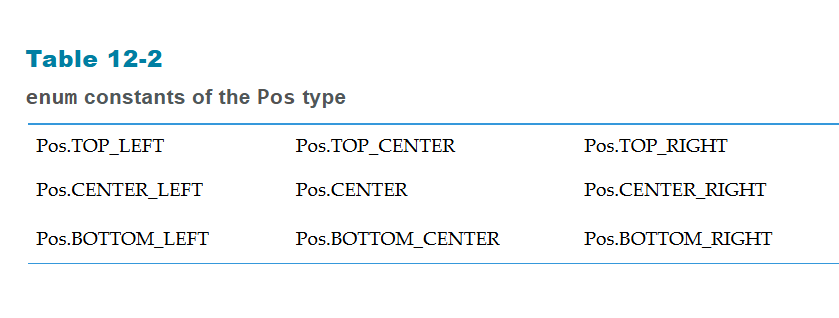 Table 12-2
enum constants of the Pos type
Pos.TOP_LEFT Pos.TOP_CENTER Pos.TOP_RIGHT
Pos.CENTER_LEFT Pos.CENTER Pos.CENTER_RIGHT
Pos.BOTTOM_LEFT Pos.BOTTOM_CENTER Pos.BOTTOM_RIGHT